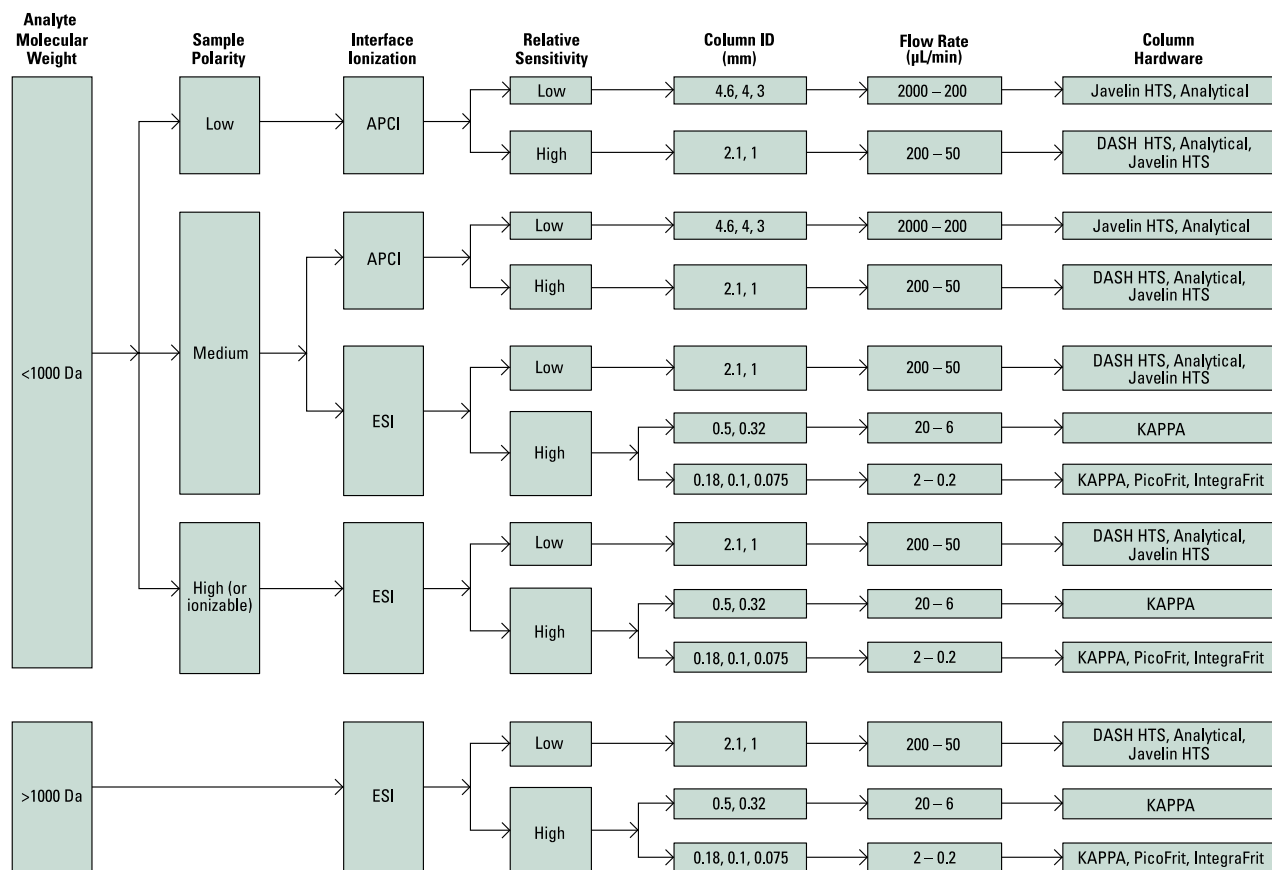 Analyte
Molecular
Weight
Sample
Polarity
Interface
Ionization
Relative
Sensitivity
Column ID
(mm)
Flow Rate
(µL/min)
Column
Hardware
<1000 Da
Low
APCI
Low
4.6, 4, 3
2000 – 200
Javelin HTS, Analytical
High
2.1, 1
200 – 50
DASH HTS, Analytical,
Javelin HTS
Medium
APCI
Low
4.6, 4, 3
2000 – 200
Javelin HTS, Analytical
High
2.1, 1
200 – 50
DASH HTS, Analytical,
Javelin HTS
ESI
Low
2.1, 1
200 – 50
DASH HTS, Analytical,
Javelin HTS
High
0.5, 0.32
20 – 6
KAPPA
0.18, 0.1, 0.075
2 – 0.2
KAPPA, PicoFrit, IntegraFrit
High (or
ionizable)
ESI
Low
2.1, 1
200 – 50
DASH HTS, Analytical,
Javelin HTS
High
0.5, 0.32
20 – 6
KAPPA
0.18, 0.1, 0.075
2 – 0.2
KAPPA, PicoFrit, IntegraFrit
>1000 Da
ESI
Low
2.1, 1
200 – 50
DASH HTS, Analytical,
Javelin HTS
High
0.5, 0.32
20 – 6
KAPPA
0.18, 0.1, 0.075
2 – 0.2
KAPPA, PicoFrit, IntegraFrit